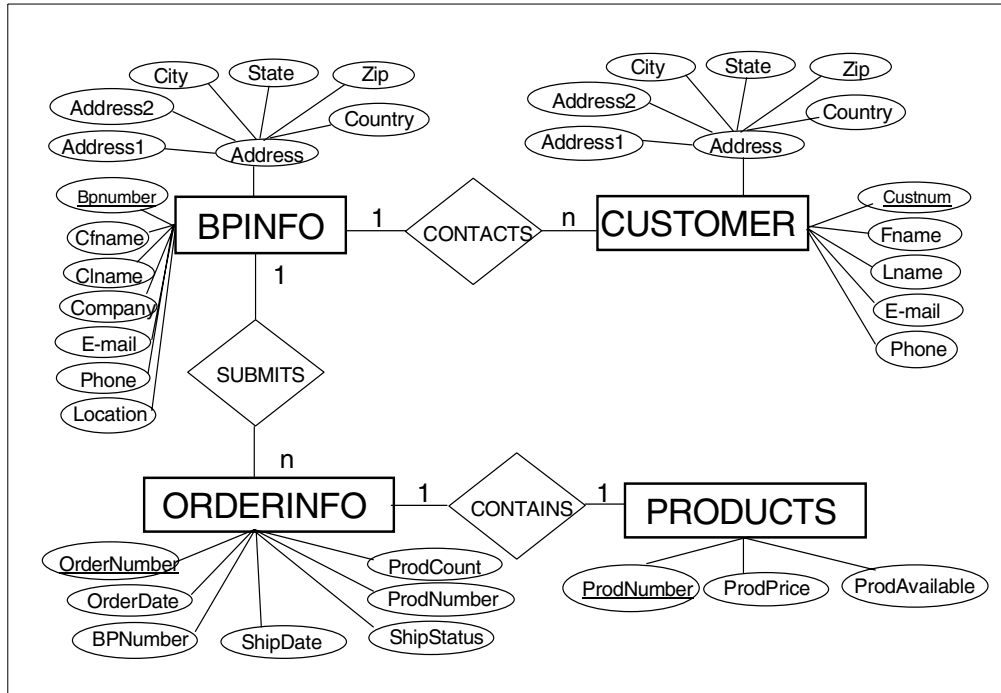 City
State
Zip
Address2
Country
Address1
Address
City
State
Zip
Address2
Country
Address1
Address
Bpnumber
Cfname
Clname
Company
E-mail
Phone
Location
BPINFO
1
CONTACTS
n
CUSTOMER
Custnum
Fname
Lname
E-mail
Phone
1
SUBMITS
n
ORDERINFO
1
CONTAINS
1
PRODUCTS
OrderNumber
OrderDate
BPNumber
ShipDate
ShipStatus
ProdNumber
ProdCount
ProdNumber
ProdPrice
ProdAvailable